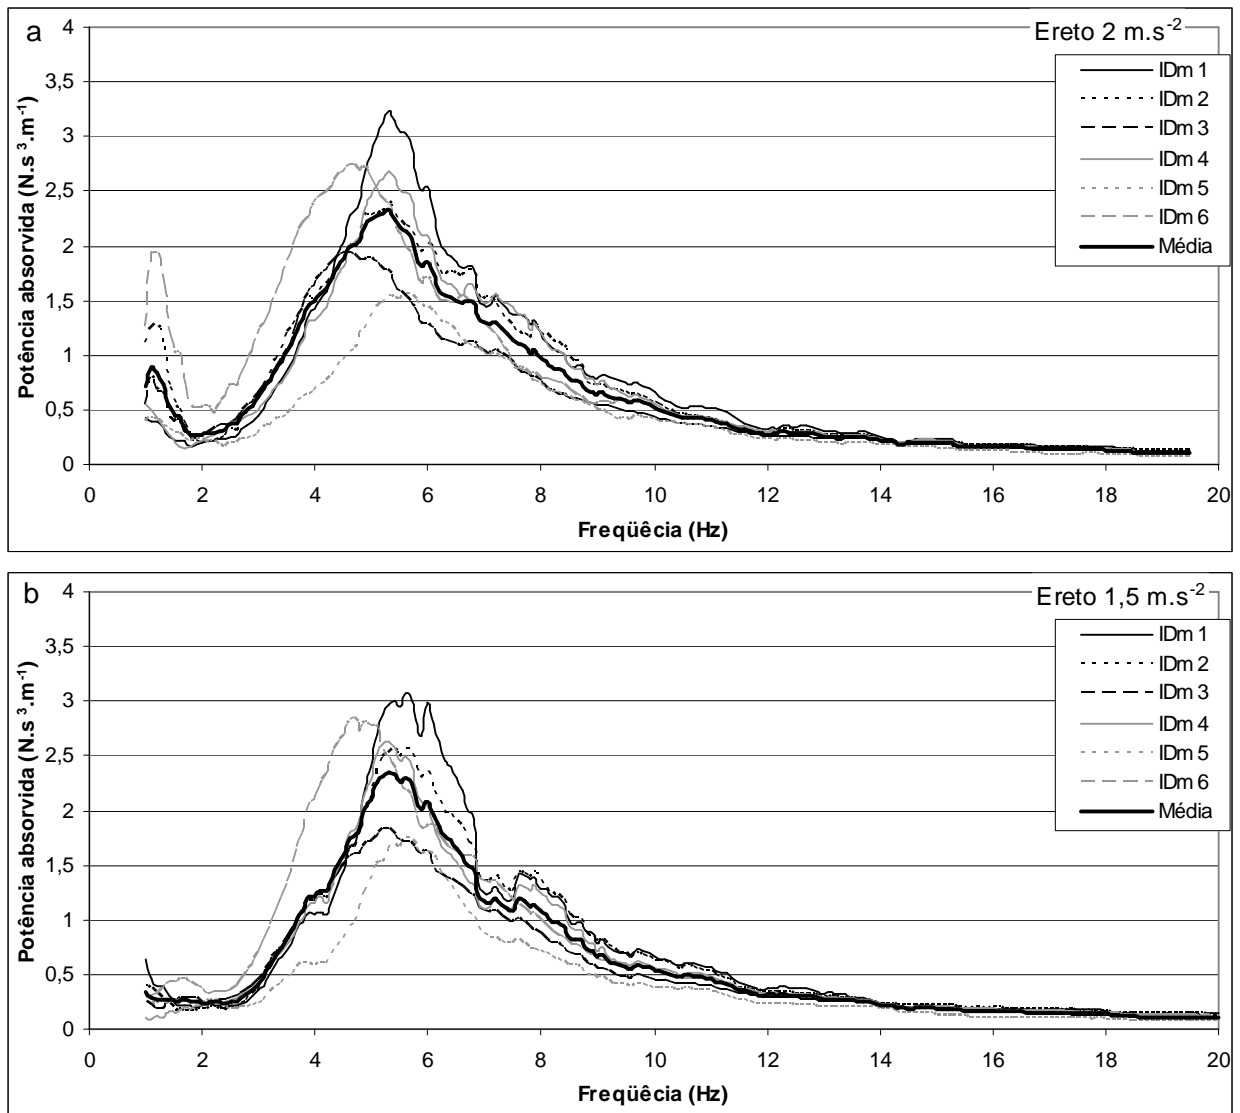 a
Ereto 2 m.s-2
4
3,5
3
2,5
2
1,5
1
0,5
0
Potência absorvida (N.s 3.m-1)
IDm 1
IDm 2
IDm 3
IDm 4
IDm 5
IDm 6
Média
0 2 4 6 8 10 12 14 16 18 20
Freqüêcia (Hz)
b
Ereto 1,5 m.s-2
4
3,5
3
2,5
2
1,5
1
0,5
0
Potência absorvida (N.s 3.m-1)
IDm 1
IDm 2
IDm 3
IDm 4
IDm 5
IDm 6
Média
0 2 4 6 8 10 12 14 16 18 20
Freqüêcia (Hz)